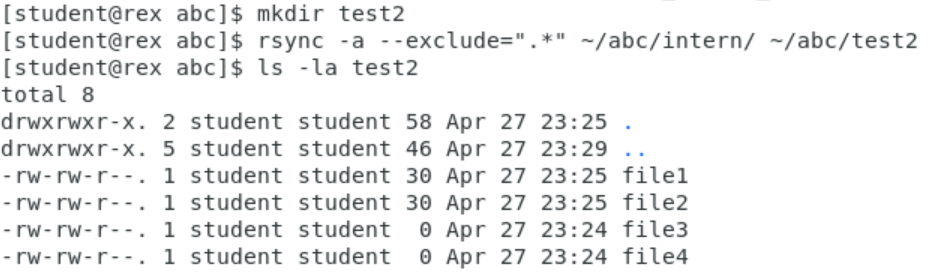 [student@rex abc]$ mkdir test2
[student@rex abc]$ rsync -a --exclude=".*" ~/abc/intern/ ~/abc/test2
[student@rex abc]$ ls -la test2
total 8
drwxrwxr-x. 2 student student 58 Apr 27 23:25 .
drwxrwxr-x. 5 student student 46 Apr 27 23:29 ..
-rw-rw-r--. 1 student student 30 Apr 27 23:25 file1
-rw-rw-r--. 1 student student 30 Apr 27 23:25 file2
-rw-rw-r--. 1 student student  0 Apr 27 23:24 file3
-rw-rw-r--. 1 student student  0 Apr 27 23:24 file4